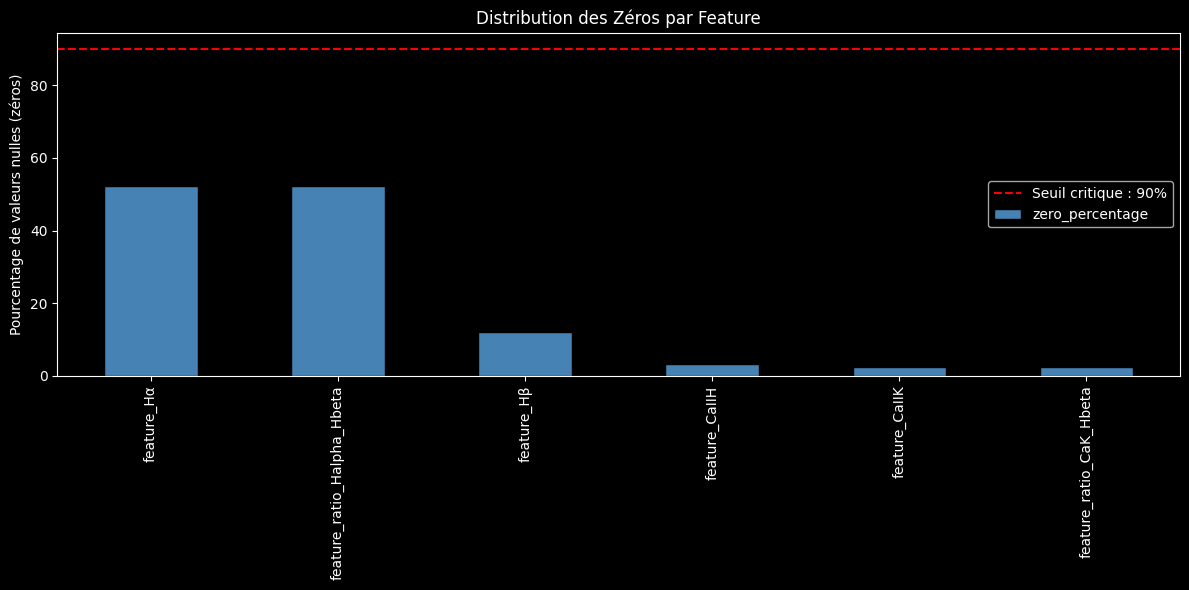 Distribution des Zéros par Feature
Pourcentage de valeurs nulles (zéros)
80
60
40
20
0
Seuil critique : 90%
zero_percentage
feature_Hα
feature_ratio_Halpha_Hbeta
feature_Hβ
feature_CaIIH
feature_CaIIK
feature_ratio_CaK_Hbeta